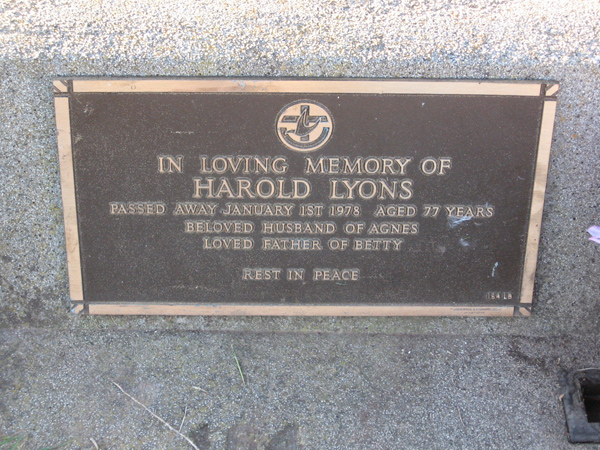 IN LOVING MEMORY OF
HAROLD LYONS
PASSED AWAY JANUARY 1ST 1978 AGED 77 YEARS
BELOVED HUSBAND OF AGNES
LOVED FATHER OF BETTY
REST IN PEACE